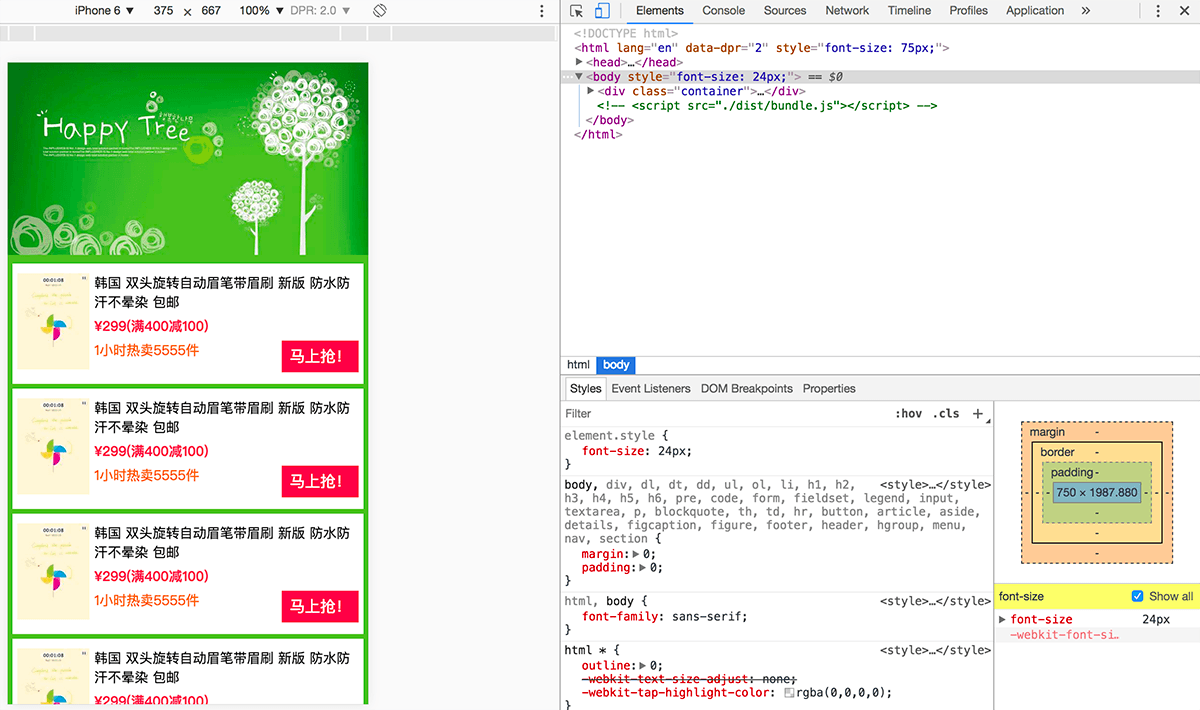 iPhone 6 ▼ 375 × 667 100% ▼ DPR: 2.0 ▼
Happy Tree
韩国 双头旋转自动眉笔带眉刷 新版 防水防
汗不晕染 包邮
¥299(满400减100)
1小时热卖5555件
马上抢！
00:01:08
韩国 双头旋转自动眉笔带眉刷 新版 防水防
汗不晕染 包邮
¥299(满400减100)
1小时热卖5555件
马上抢！
00:01:08
韩国 双头旋转自动眉笔带眉刷 新版 防水防
汗不晕染 包邮
¥299(满400减100)
1小时热卖5555件
马上抢！
00:01:08
韩国 双头旋转自动眉笔带眉刷 新版 防水防
汗不晕染 包邮
¥299(满400减100)
00:01:08
Elements Console Sources Network Timeline Profiles Application »
<!DOCTYPE html>
<html lang="en" data-dpr="2" style="font-size: 75px;">
▶<head>…</head>
…▼<body style="font-size: 24px;"> == $0
▶<div class="container">…</div>
<!-- <script src="./dist/bundle.js"></script> -->
</body>
</html>
html body
Styles Event Listeners DOM Breakpoints Properties
Filter :hov .cls +
element.style {
font-size: 24px;
}
body, div, dl, dt, dd, ul, ol, li, h1, h2, <style>…</style>
h3, h4, h5, h6, pre, code, form, fieldset, legend, input,
textarea, p, blockquote, th, td, hr, button, article, aside,
details, figcaption, figure, footer, header, hgroup, menu,
nav, section {
margin:▶0;
padding:▶0;
}
html, body { <style>…</style>
font-family: sans-serif;
}
html * { <style>…</style>
outline:▶0;
-webkit-text-size-adjust: none;
-webkit-tap-highlight-color: rgba(0,0,0,0);
}
margin -
border -
padding -
- - - 750 × 1987.880 - - -
-
-
-
font-size Show all
▶ font-size 24px
-webkit-font-si…